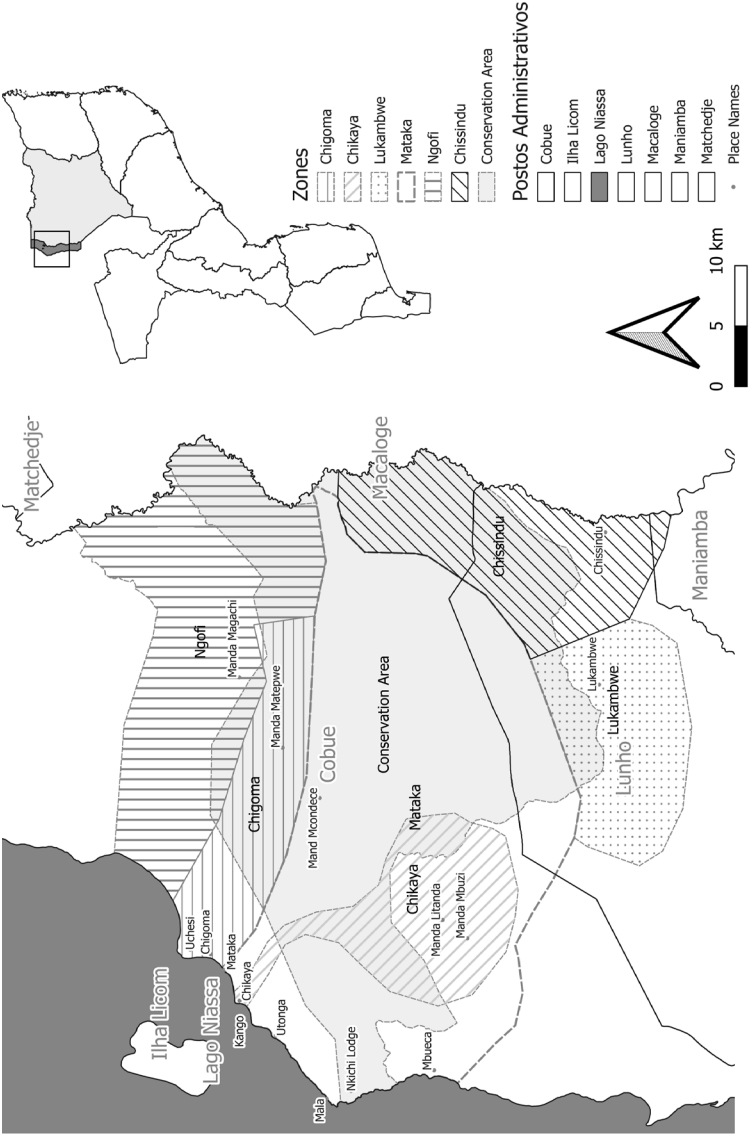 Matchedje
Ngofi
Manda Magachi
Macaloge
Manda Matepwe
Chigoma
Chissindu
Chissindu
Uchesi
Chigoma
Mataka
Ilha Licom
Lago Niassa
Kango
Chikaya
Utonga
Mand Mcondece
Cobue
Conservation Area
Maniamba
Lukambwe
Lukambwe
Lunho
Mataka
Chikaya
Manda Litanda
Manda Mbuzi
Mala
Nkichi Lodge
Mbueca
Zones
Chigoma
Chikaya
Lukambwe
Mataka
Ngofi
Chissindu
Conservation Area
Postos Administrativos
Cobue
Ilha Licom
Lago Niassa
Lunho
Macaloge
Maniamba
Matchedje
Place Names
0 5 10 km